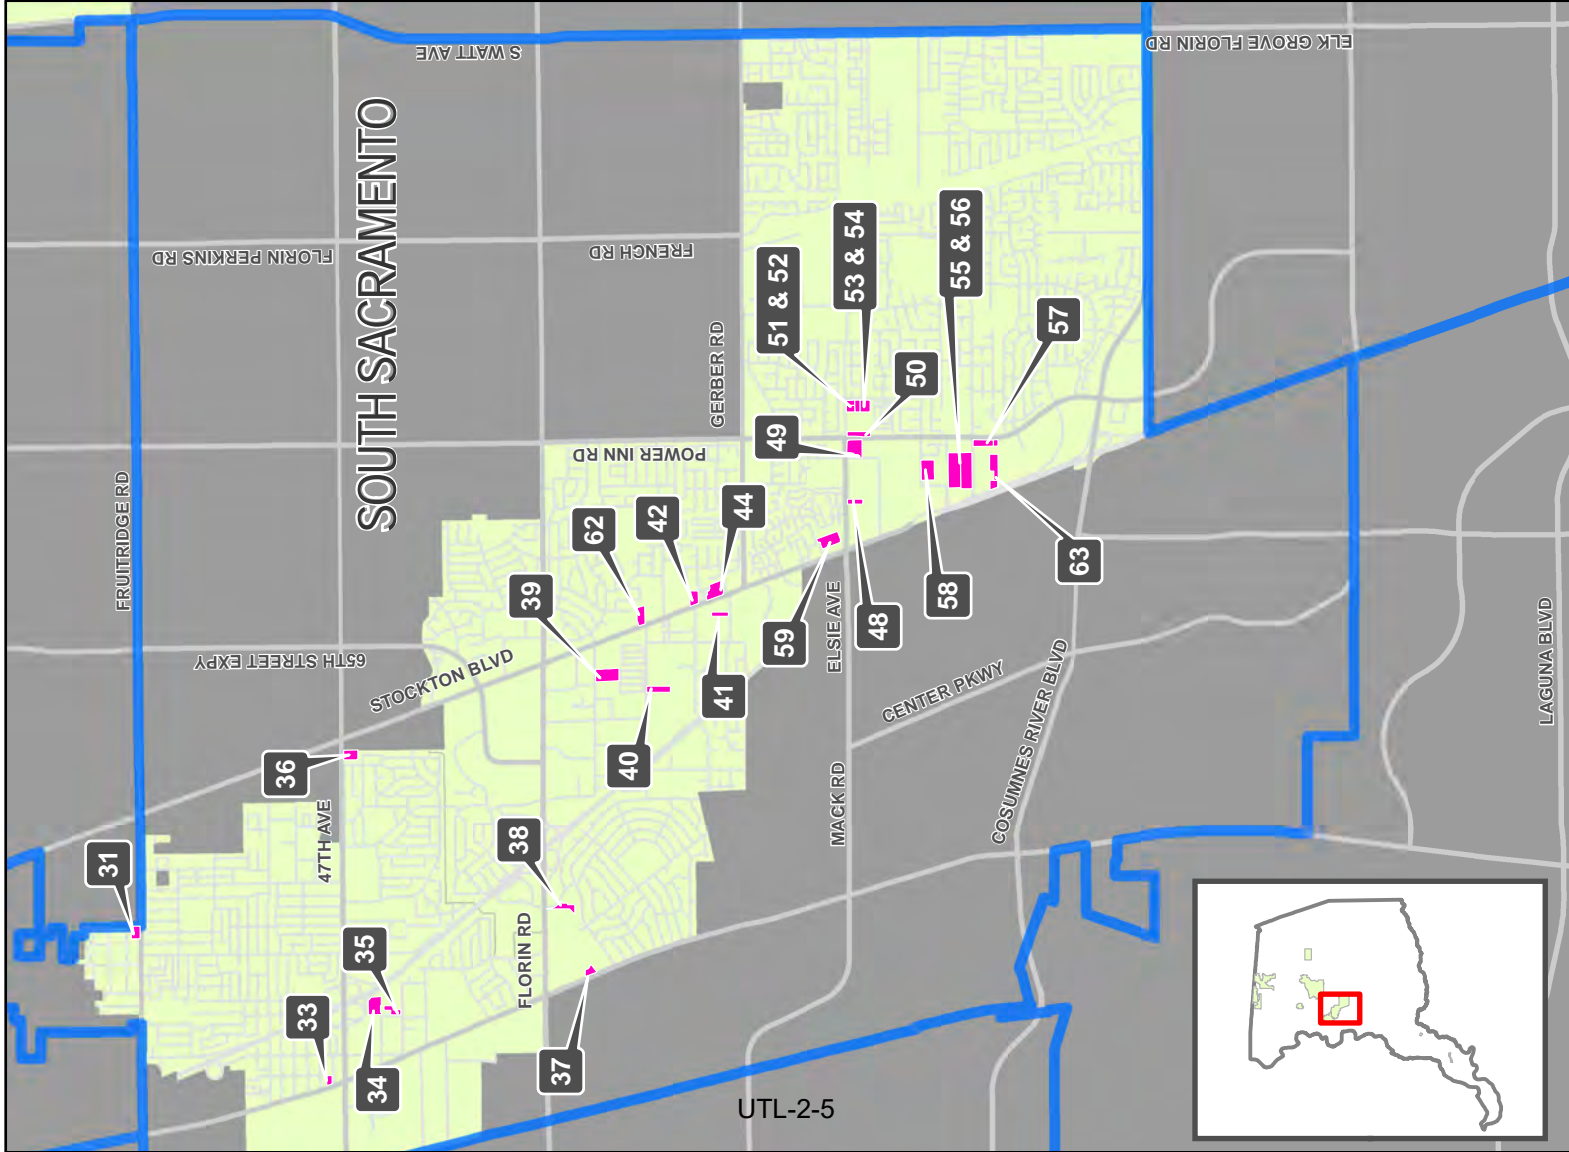 S WATT AVE
ELK GROVE FLORIN RD
SOUTH SACRAMENTO
FLORIN PERKINS RD
FRENCH RD
51 & 52
53 & 54
55 & 56
57
GERBER RD
50
49
POWER INN RD
FRUITRIDGE RD
62
42
44
39
59
ELSIE AVE
48
58
63
65TH STREET EXPY
STOCKTON BLVD
41
40
CENTER PKWY
COSUMNES RIVER BLVD
LAGUNA BLVD
36
47TH AVE
38
MACK RD
31
35
FLORIN RD
33
34
37
UTL-2-5